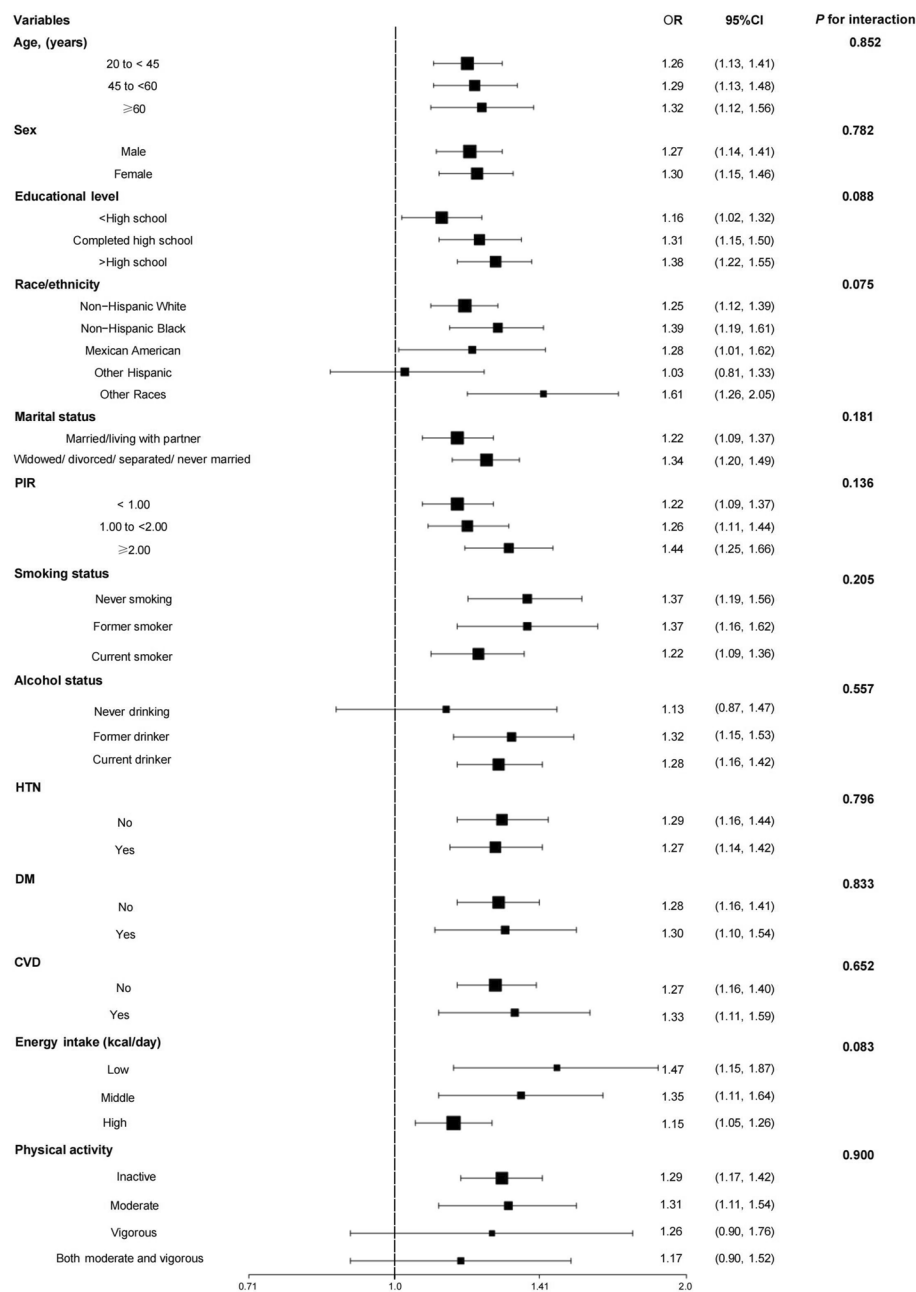 Variables OR 95%CI P for interaction
Age, (years) 0.852
20 to < 45 1.26 (1.13, 1.41)
45 to <60 1.29 (1.13, 1.48)
⩾60 1.32 (1.12, 1.56)
Sex 0.782
Male 1.27 (1.14, 1.41)
Female 1.30 (1.15, 1.46)
Educational level 0.088
<High school 1.16 (1.02, 1.32)
Completed high school 1.31 (1.15, 1.50)
>High school 1.38 (1.22, 1.55)
Race/ethnicity 0.075
Non−Hispanic White 1.25 (1.12, 1.39)
Non−Hispanic Black 1.39 (1.19, 1.61)
Mexican American 1.28 (1.01, 1.62)
Other Hispanic 1.03 (0.81, 1.33)
Other Races 1.61 (1.26, 2.05)
Marital status 0.181
Married/living with partner 1.22 (1.09, 1.37)
Widowed/ divorced/ separated/ never married 1.34 (1.20, 1.49)
PIR 0.136
< 1.00 1.22 (1.09, 1.37)
1.00 to <2.00 1.26 (1.11, 1.44)
⩾2.00 1.44 (1.25, 1.66)
Smoking status 0.205
Never smoking 1.37 (1.19, 1.56)
Former smoker 1.37 (1.16, 1.62)
Current smoker 1.22 (1.09, 1.36)
Alcohol status 0.557
Never drinking 1.13 (0.87, 1.47)
Former drinker 1.32 (1.15, 1.53)
Current drinker 1.28 (1.16, 1.42)
HTN 0.796
No 1.29 (1.16, 1.44)
Yes 1.27 (1.14, 1.42)
DM 0.833
No 1.28 (1.16, 1.41)
Yes 1.30 (1.10, 1.54)
CVD 0.652
No 1.27 (1.16, 1.40)
Yes 1.33 (1.11, 1.59)
Energy intake (kcal/day) 0.083
Low 1.47 (1.15, 1.87)
Middle 1.35 (1.11, 1.64)
High 1.15 (1.05, 1.26)
Physical activity 0.900
Inactive 1.29 (1.17, 1.42)
Moderate 1.31 (1.11, 1.54)
Vigorous 1.26 (0.90, 1.76)
Both moderate and vigorous 1.17 (0.90, 1.52)
0.71 1.0 1.41 2.0